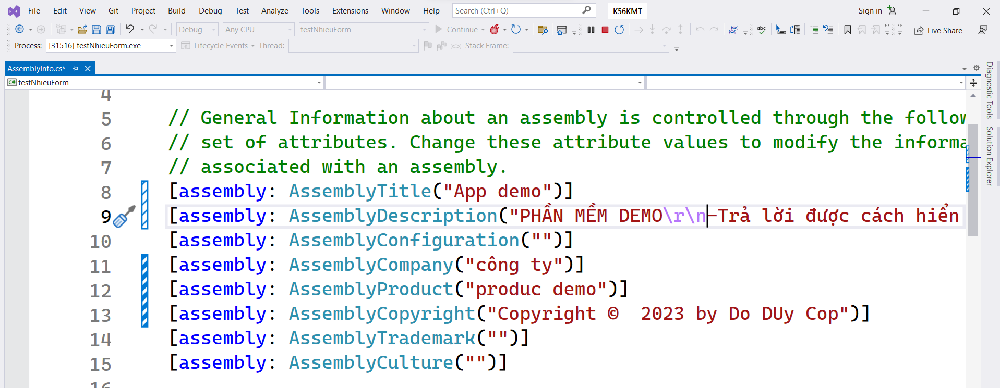 File Edit View Git Project Build Debug Test Analyze Tools Extensions Window Help Search (Ctrl+Q) K56KMT Sign in
Debug Any CPU testNhieuForm Continue abc Live Share
Process: [31516] testNhieuForm.exe Lifecycle Events Thread: Stack Frame:
AssemblyInfo.cs*
C# testNhieuForm
4
5 // General Information about an assembly is controlled through the follow
6 // set of attributes. Change these attribute values to modify the informa
7 // associated with an assembly.
8 [assembly: AssemblyTitle("App demo")]
9 [assembly: AssemblyDescription("PHẦN MỀM DEMO\r\n-Trả lời được cách hiển
10 [assembly: AssemblyConfiguration("")]
11 [assembly: AssemblyCompany("công ty")]
12 [assembly: AssemblyProduct("produc demo")]
13 [assembly: AssemblyCopyright("Copyright ©  2023 by Do DUy Cop")]
14 [assembly: AssemblyTrademark("")]
15 [assembly: AssemblyCulture("")]
16
Diagnostic Tools
Solution Explorer